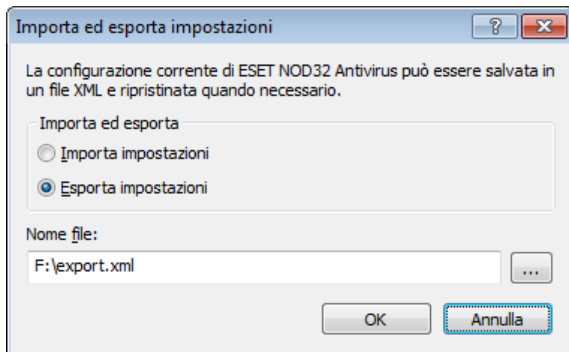 Importa ed esporta impostazioni
La configurazione corrente di ESET NOD32 Antivirus può essere salvata in
un file XML e ripristinata quando necessario.
Importa ed esporta
Importa impostazioni
Esporta impostazioni
Nome file:
F:\export.xml
...
OK
Annulla